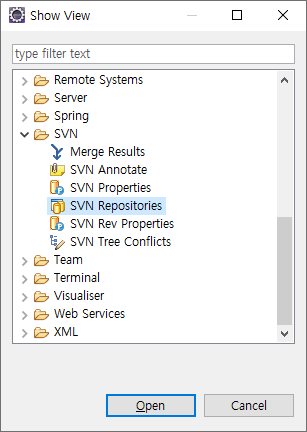 Show View
type filter text
Remote Systems
Server
Spring
SVN
Merge Results
SVN Annotate
SVN Properties
SVN Repositories
SVN Rev Properties
SVN Tree Conflicts
Team
Terminal
Visualiser
Web Services
XML
Open
Cancel